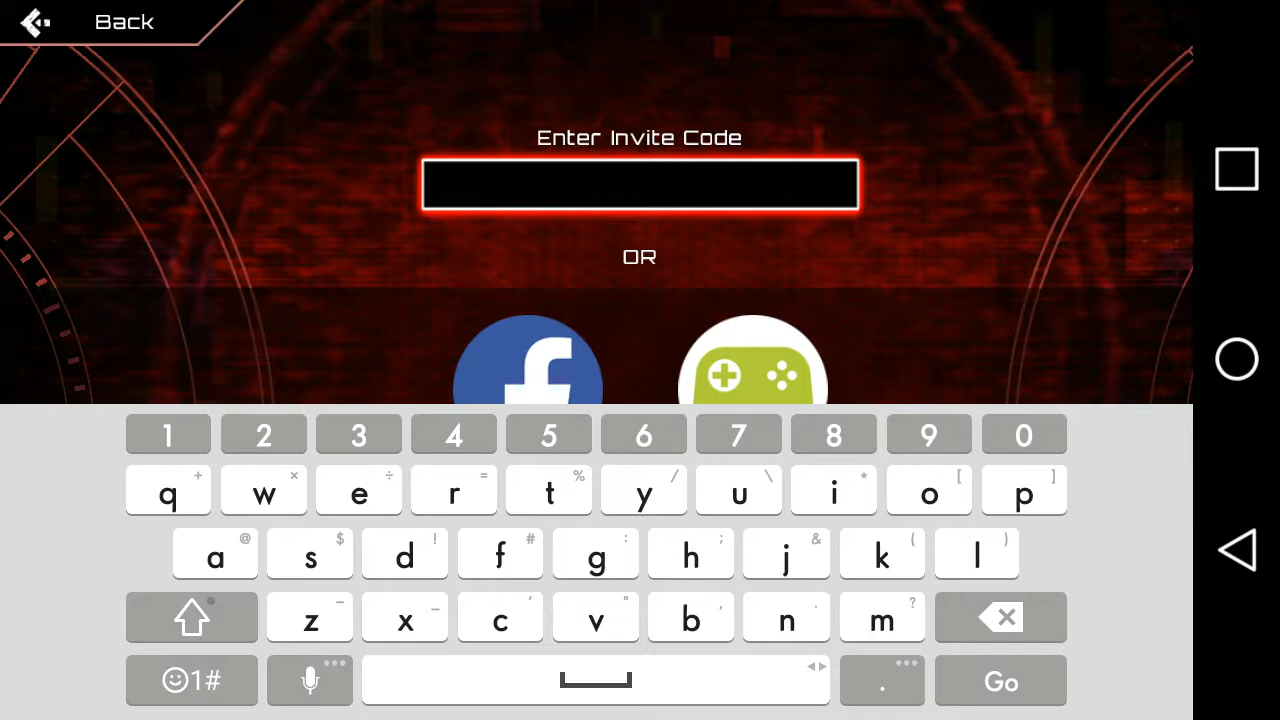 Back
Enter Invite Code
OR
f
1 2 3 4 5 6 7 8 9 0
+ × ÷ = % / \ * [ ]
q w e r t y u i o p
@ $ ! # : ; & ( )
a s d f g h j k l
– _ ' " , . ?
z x c v b n m
1# . Go